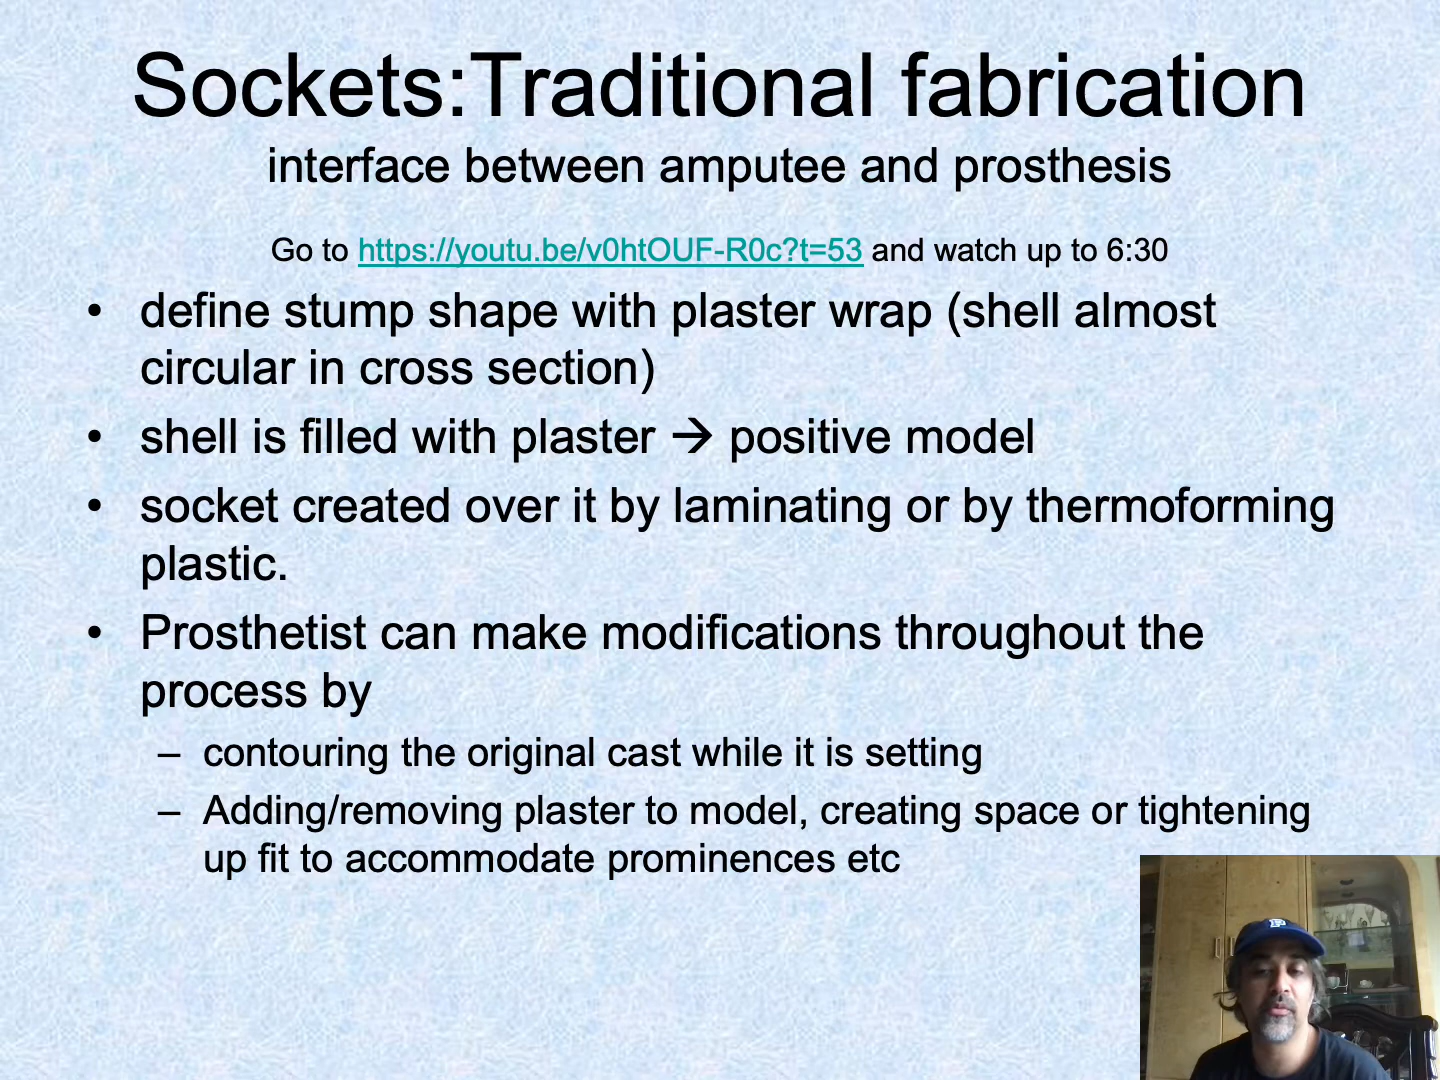 Sockets:Traditional fabrication
interface between amputee and prosthesis
Go to https://youtu.be/v0htOUF-R0c?t=53 and watch up to 6:30
• define stump shape with plaster wrap (shell almost
circular in cross section)
• shell is filled with plaster → positive model
• socket created over it by laminating or by thermoforming
plastic.
• Prosthetist can make modifications throughout the
process by
– contouring the original cast while it is setting
– Adding/removing plaster to model, creating space or tightening
up fit to accommodate prominences etc
P